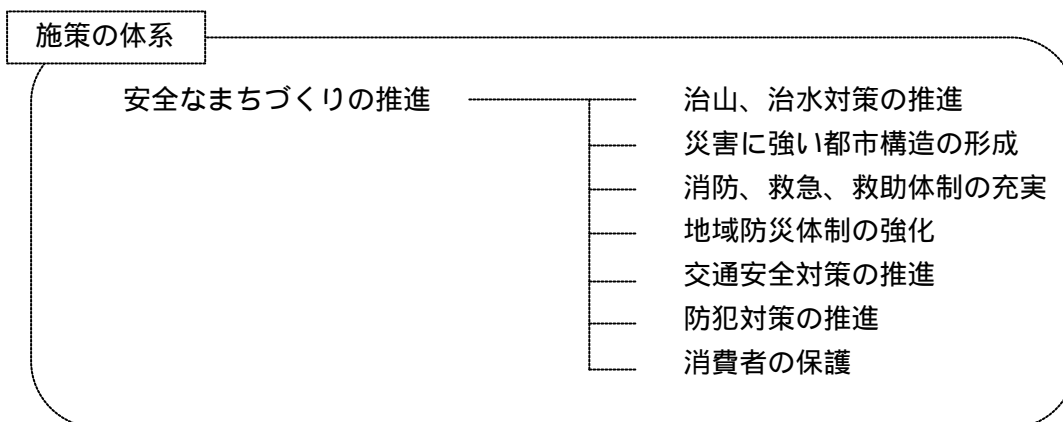 施策の体系
安全なまちづくりの推進
治山、治水対策の推進
災害に強い都市構造の形成
消防、救急、救助体制の充実
地域防災体制の強化
交通安全対策の推進
防犯対策の推進
消費者の保護